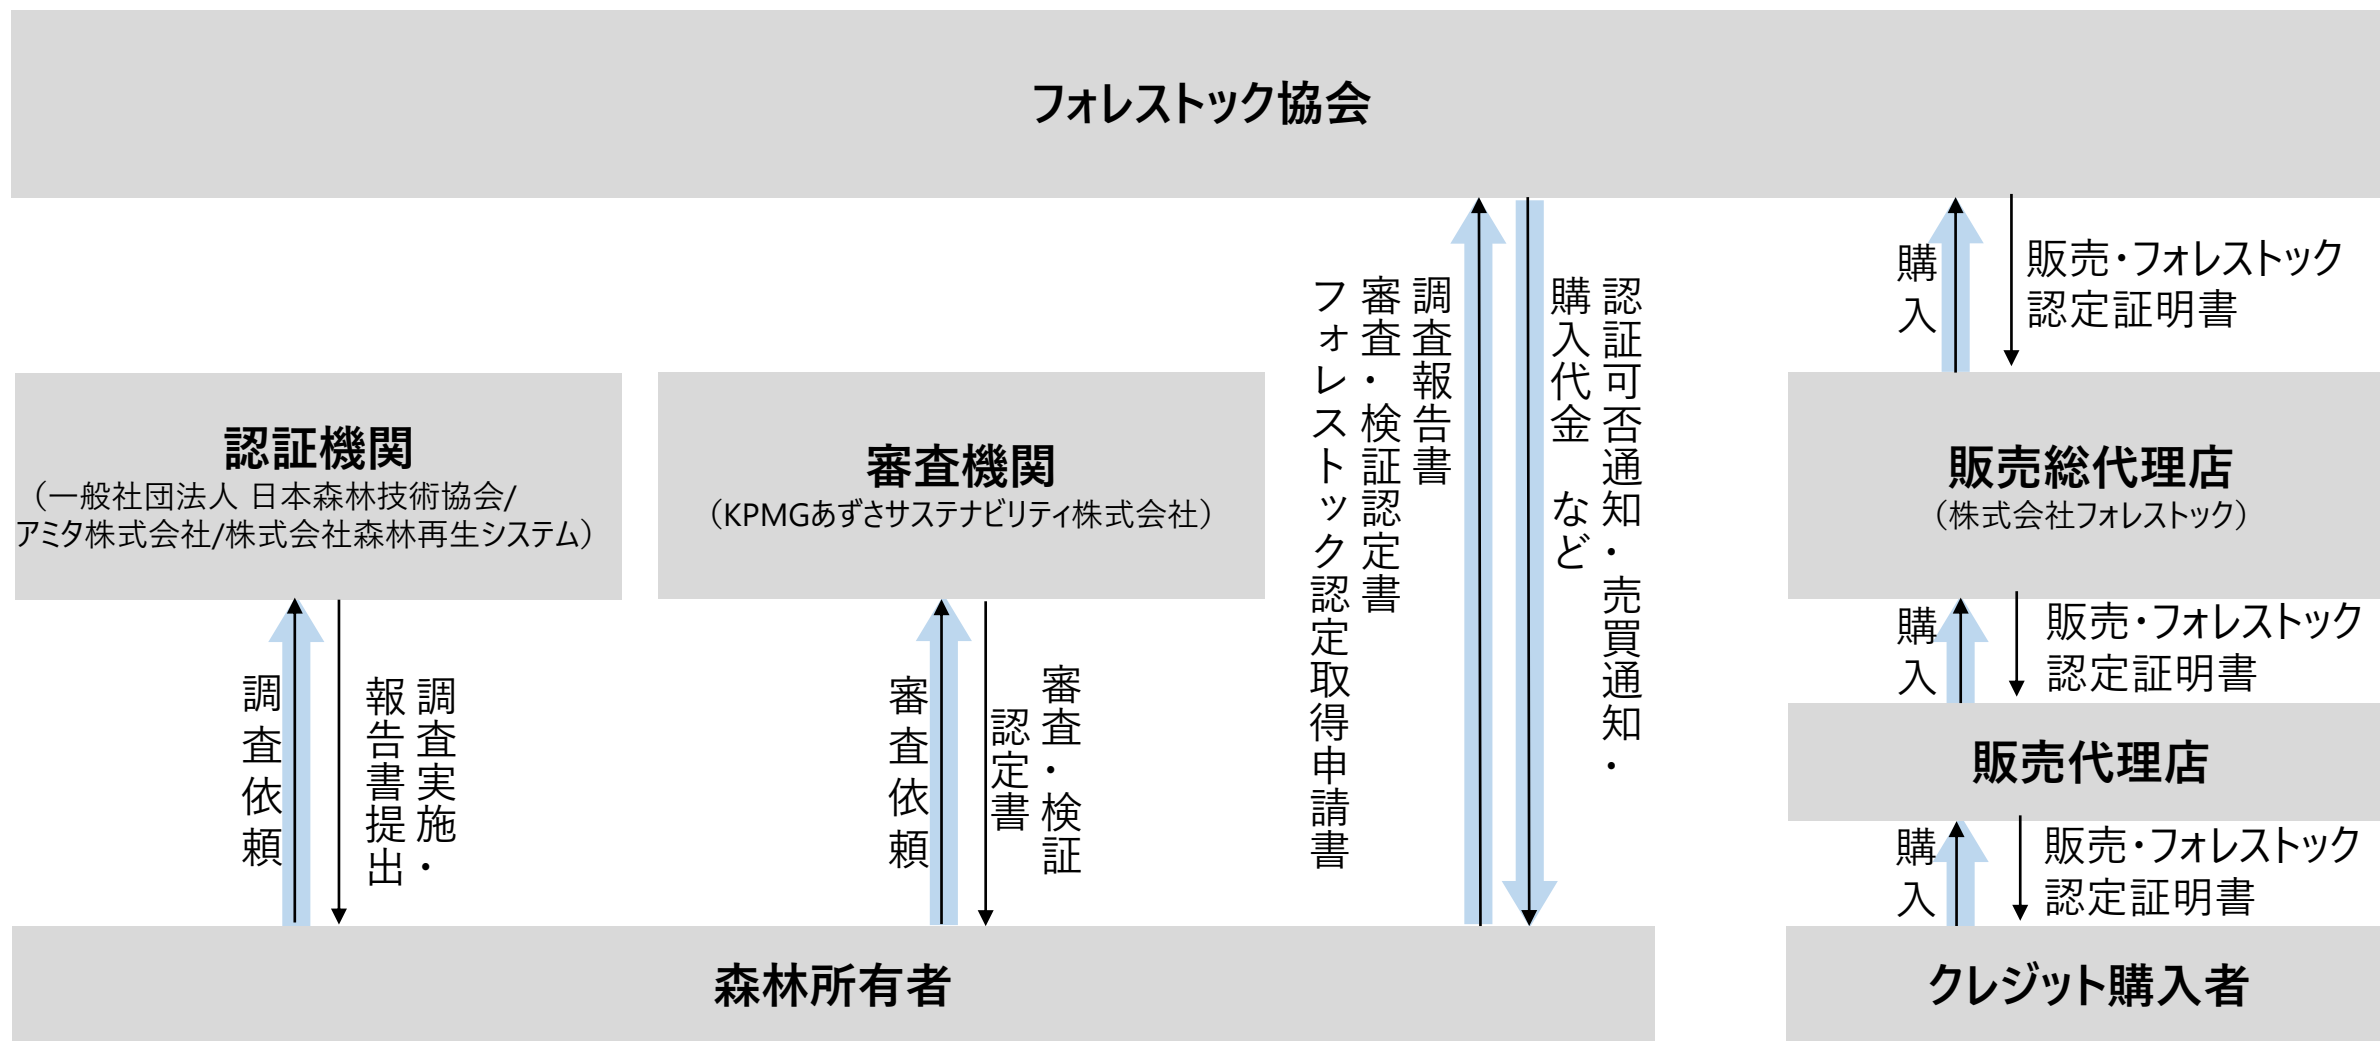 フォレストック協会
認証機関
（一般社団法人 日本森林技術協会/
アミタ株式会社/株式会社森林再生システム）
審査機関
（KPMGあずさサステナビリティ株式会社）
調査報告書
審査・検証認定書
フォレストック認定取得申請書
認証可否通知・売買通知・
購入代金 など
購入
販売・フォレストック
認定証明書
販売総代理店
（株式会社フォレストック）
購入
販売・フォレストック
認定証明書
販売代理店
購入
販売・フォレストック
認定証明書
調査依頼
調査実施・
報告書提出
審査依頼
審査・検証
認定書
森林所有者
クレジット購入者